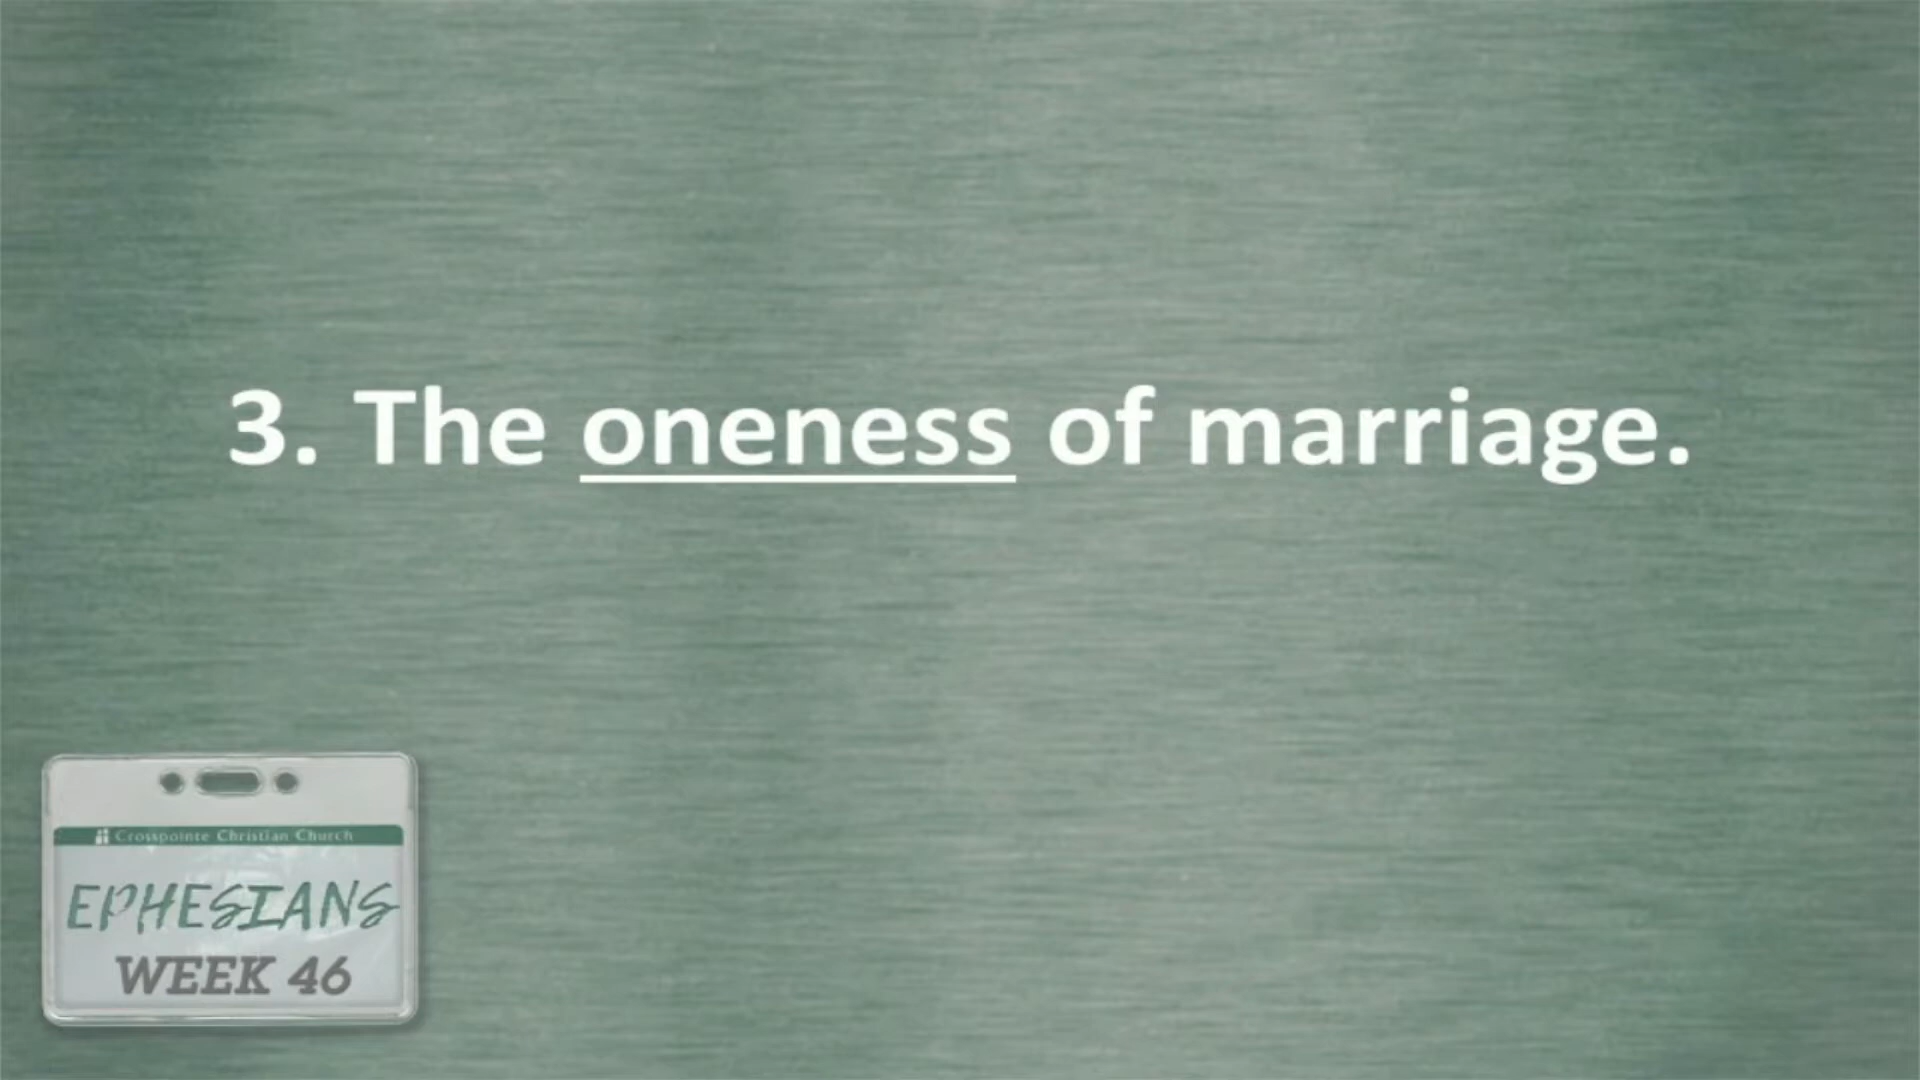 3. The oneness of marriage.
Crosspointe Christian Church
EPHESIANS
WEEK 46